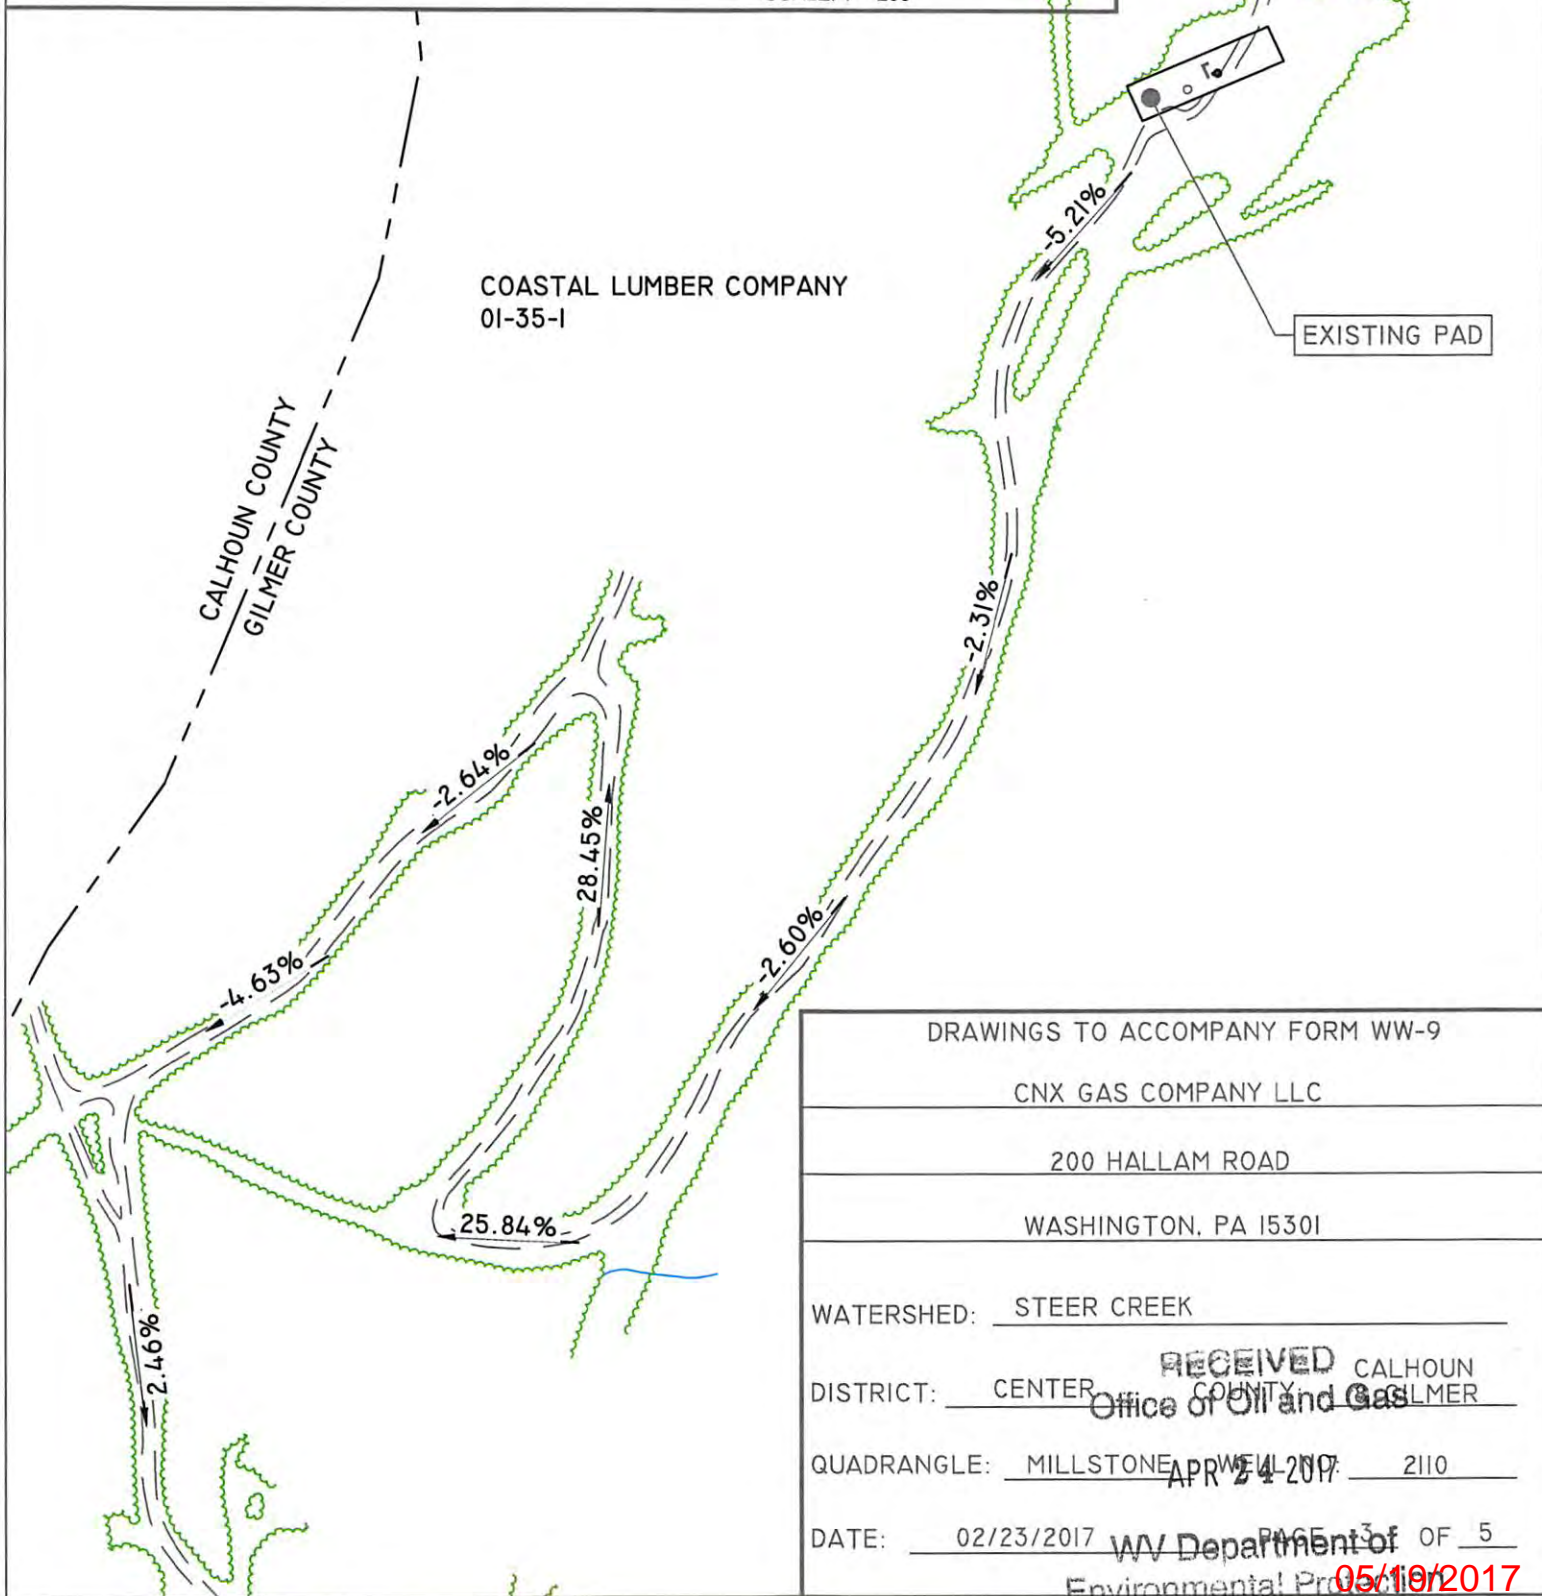 -5.21%
COASTAL LUMBER COMPANY
01-35-1
EXISTING PAD
CALHOUN COUNTY
GILMER COUNTY
-2.31%
-2.64%
28.45%
-2.60%
-4.63%
25.84%
2.46%
DRAWINGS TO ACCOMPANY FORM WW-9
CNX GAS COMPANY LLC
200 HALLAM ROAD
WASHINGTON, PA 15301
WATERSHED: STEER CREEK
RECEIVED
Office of Oil and Gas
DISTRICT: CENTER COUNTY: CALHOUN
& GILMER
QUADRANGLE: MILLSTONE WELL NO: 2110
APR 24 2017
DATE: 02/23/2017 PAGE 3 OF 5
WV Department of
Environmental Protection
05/19/2017